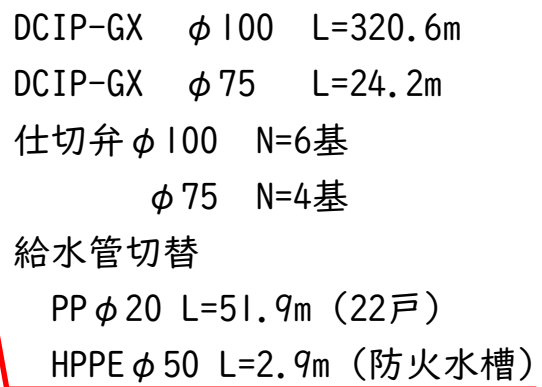 DCIP-GX φ100 L=320.6m
DCIP-GX φ75 L=24.2m
仕切弁φ100 N=6基
φ75 N=4基
給水管切替
PPφ20 L=51.9m（22戸）
HPPEφ50 L=2.9m（防火水槽）